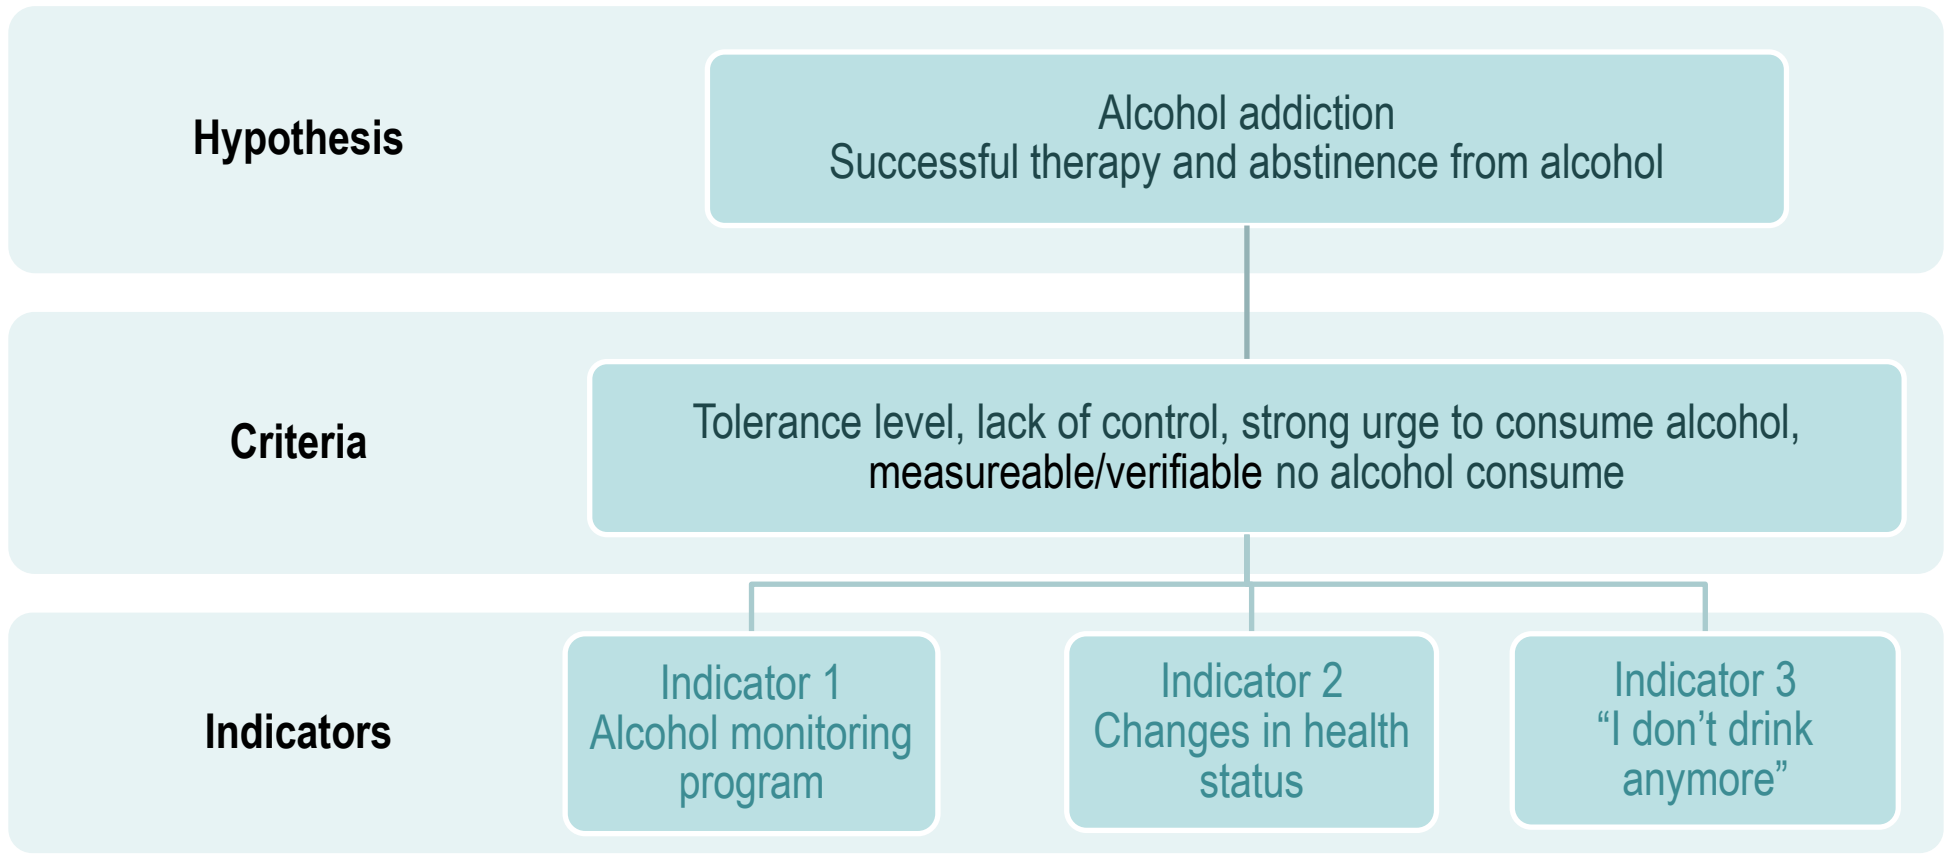 Hypothesis
Alcohol addiction
Successful therapy and abstinence from alcohol
Criteria
Tolerance level, lack of control, strong urge to consume alcohol,
measureable/verifiable no alcohol consume
Indicators
Indicator 1
Alcohol monitoring
program
Indicator 2
Changes in health
status
Indicator 3
“I don’t drink
anymore”